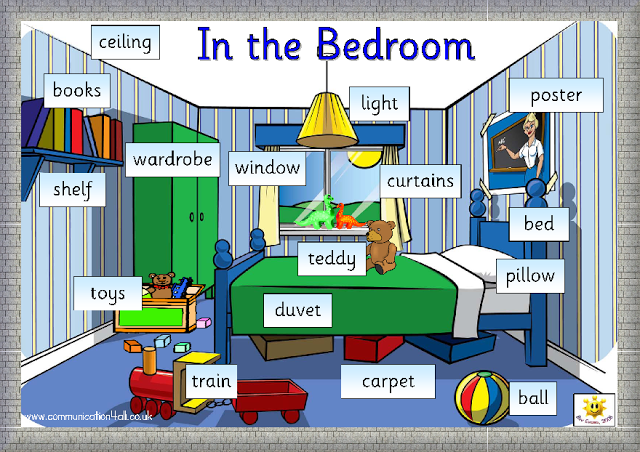 In the Bedroom
ceiling
books
light
poster
wardrobe
window
curtains
shelf
bed
teddy
pillow
toys
duvet
train
carpet
ball
www.communication4all.co.uk